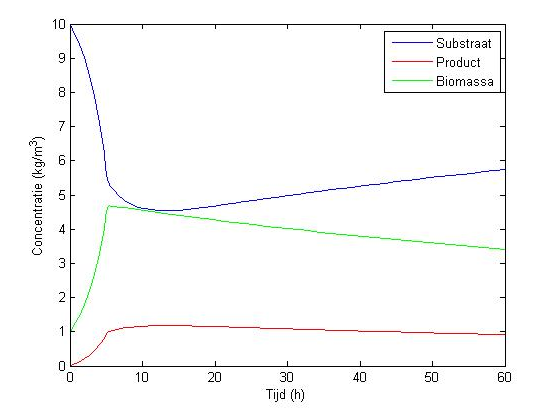 10
9
8
7
6
5
4
3
2
1
0
Concentratie (kg/m³)
Substraat
Product
Biomassa
0 10 20 30 40 50 60
Tijd (h)